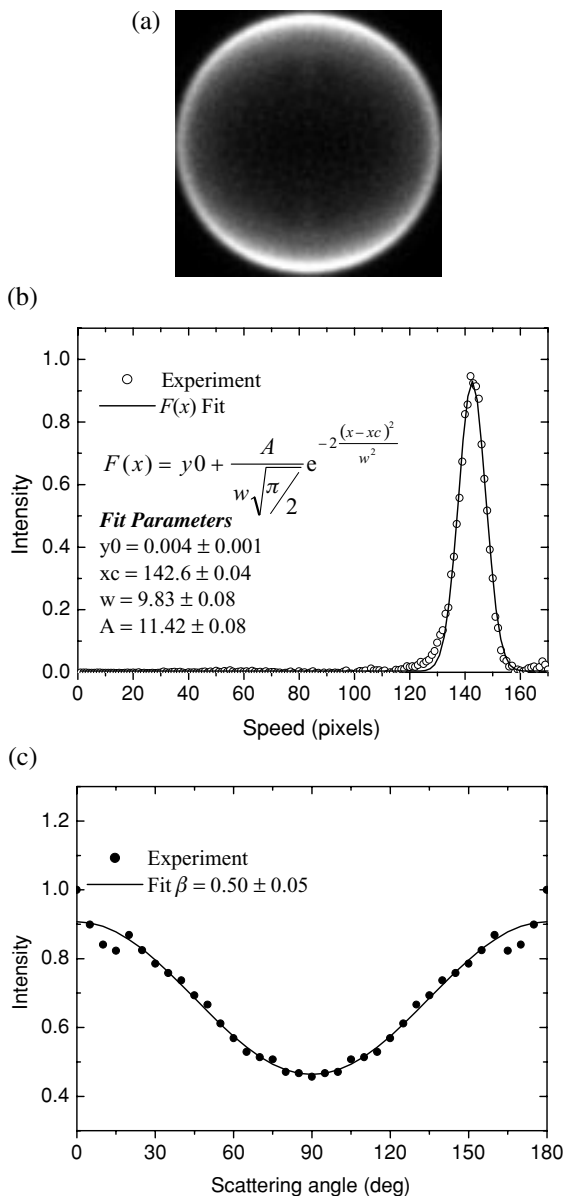 (a)
(b)
1.0
0.8
0.6
0.4
0.2
0.0
Intensity
Experiment
F(x) Fit
F(x) = y0 + A / (w√(π/2)) e^(-2 (x−xc)^2 / w^2)
Fit Parameters
y0 = 0.004 ± 0.001
xc = 142.6 ± 0.04
w = 9.83 ± 0.08
A = 11.42 ± 0.08
0 20 40 60 80 100 120 140 160
Speed (pixels)
(c)
1.2
1.0
0.8
0.6
0.4
Intensity
Experiment
Fit β = 0.50 ± 0.05
0 30 60 90 120 150 180
Scattering angle (deg)